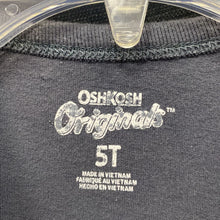 OSHKOSH
Originals™
5T
MADE IN VIETNAM
FABRIQUÉ AU VIETNAM
HECHO EN VIETNAM